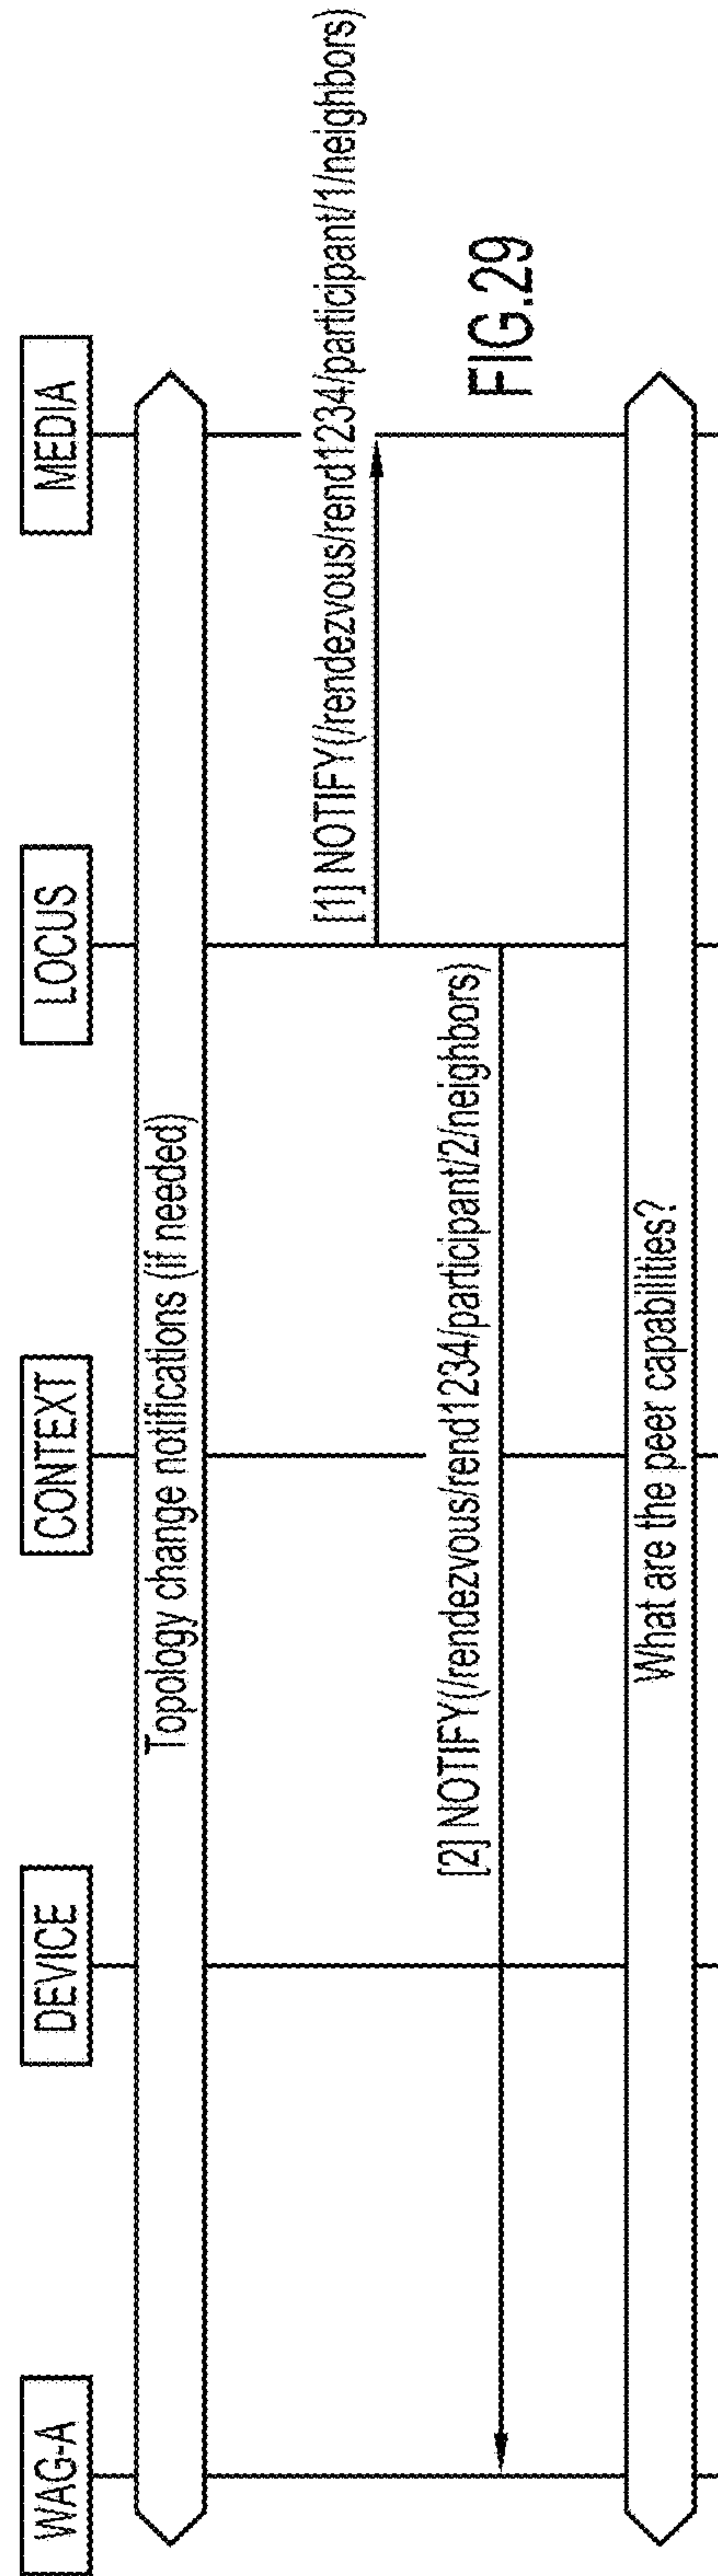 WAG-A
DEVICE
CONTEXT
LOCUS
MEDIA
Topology change notifications (if needed)
[1] NOTIFY(/rendezvous/rend1234/participant/1/neighbors)
[2] NOTIFY(/rendezvous/rend1234/participant/2/neighbors)
FIG.29
What are the peer capabilities?